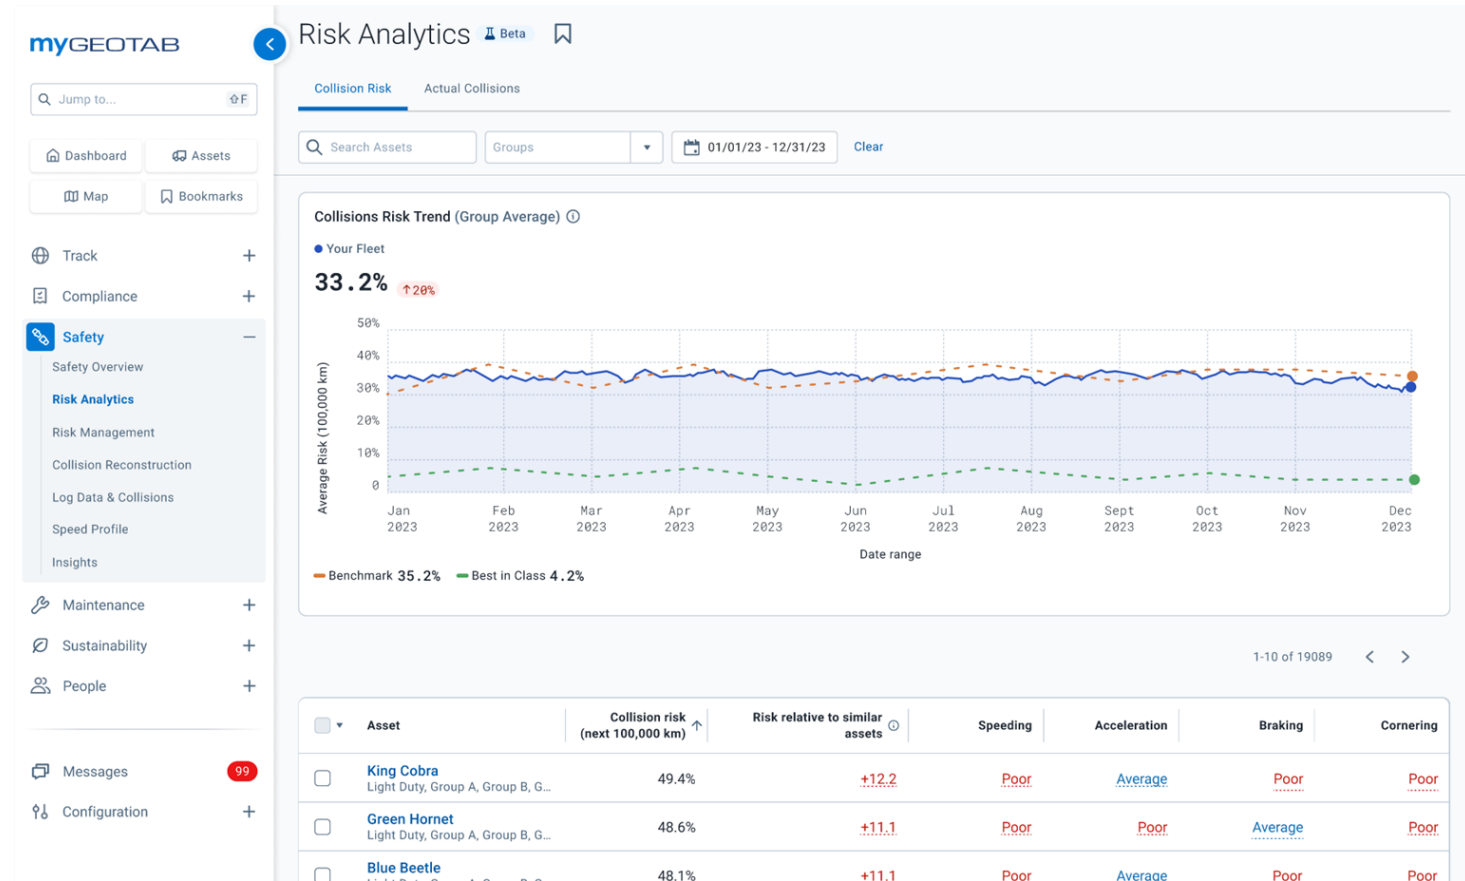 myGEOTAB
Jump to...
⇧F
Dashboard
Assets
Map
Bookmarks
Track
Compliance
Safety
Safety Overview
Risk Analytics
Risk Management
Collision Reconstruction
Log Data & Collisions
Speed Profile
Insights
Maintenance
Sustainability
People
Messages
99
Configuration
Risk Analytics
Beta
Collision Risk
Actual Collisions
Search Assets
Groups
01/01/23 - 12/31/23
Clear
Collisions Risk Trend (Group Average)
Your Fleet
33.2%
↑20%
Average Risk (100,000 km)
50%
40%
30%
20%
10%
0
Jan 2023
Feb 2023
Mar 2023
Apr 2023
May 2023
Jun 2023
Jul 2023
Aug 2023
Sept 2023
Oct 2023
Nov 2023
Dec 2023
Date range
Benchmark 35.2%
Best in Class 4.2%
1-10 of 19089
Asset
Collision risk
(next 100,000 km)
Risk relative to similar
assets
Speeding
Acceleration
Braking
Cornering
King Cobra
Light Duty, Group A, Group B, G...
49.4%
+12.2
Poor
Average
Poor
Poor
Green Hornet
Light Duty, Group A, Group B, G...
48.6%
+11.1
Poor
Poor
Average
Poor
Blue Beetle
48.1%
+11.1
Poor
Average
Poor
Poor